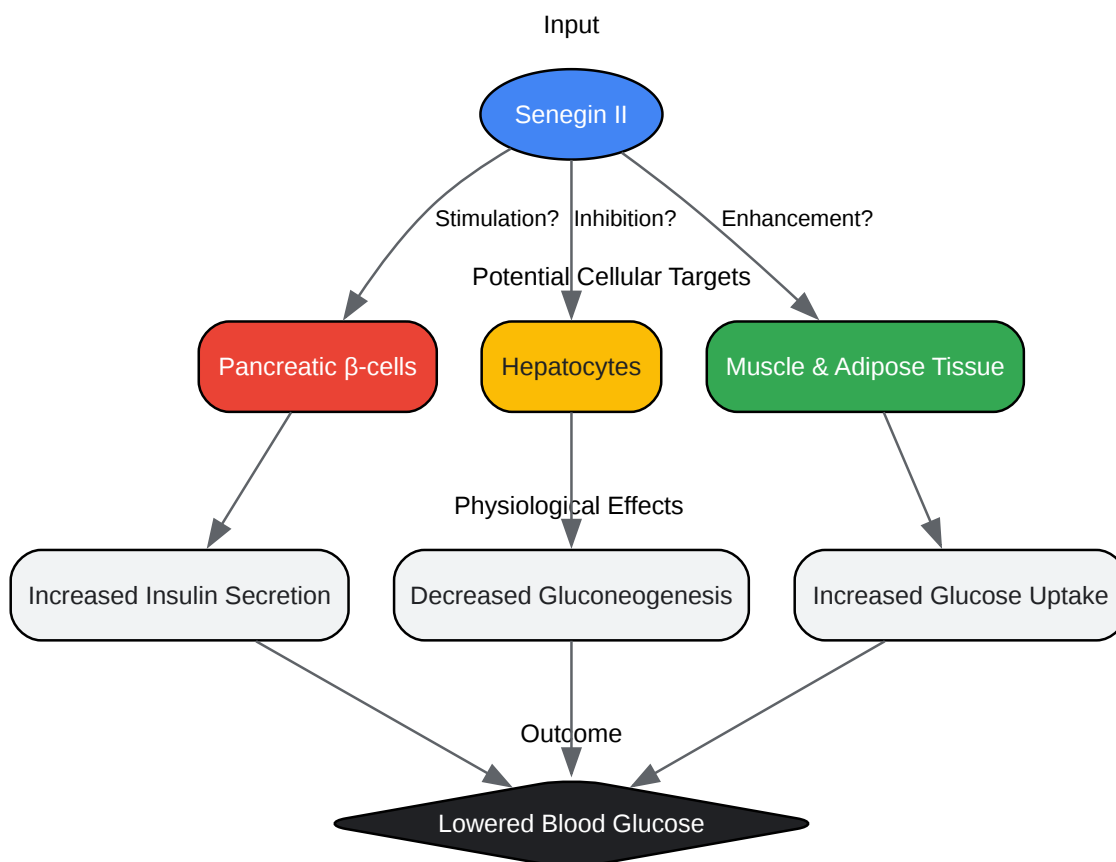 Input
Senegin II
Stimulation?
Inhibition?
Enhancement?
Potential Cellular Targets
Pancreatic β-cells
Hepatocytes
Muscle & Adipose Tissue
Physiological Effects
Increased Insulin Secretion
Decreased Gluconeogenesis
Increased Glucose Uptake
Outcome
Lowered Blood Glucose